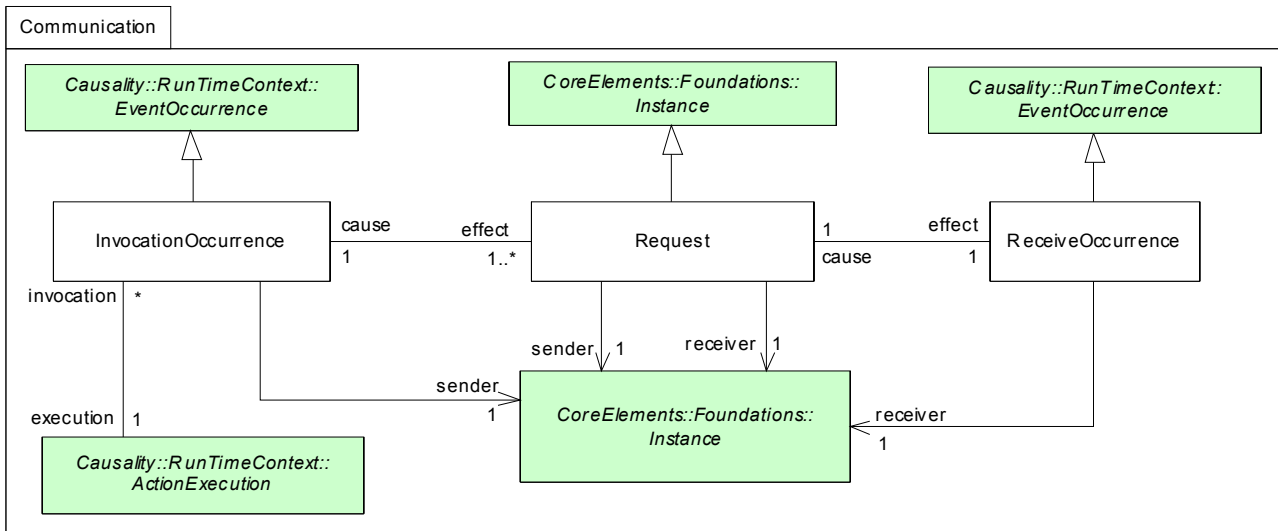 Communication
Causality::RunTimeContext::
EventOccurrence
CoreElements::Foundations::
Instance
Causality::RunTimeContext::
EventOccurrence
InvocationOccurrence
cause
1
effect
1..*
Request
1
cause
effect
1
ReceiveOccurrence
invocation
*
sender
1
receiver
1
execution
1
sender
1
CoreElements::Foundations::
Instance
receiver
1
Causality::RunTimeContext::
ActionExecution